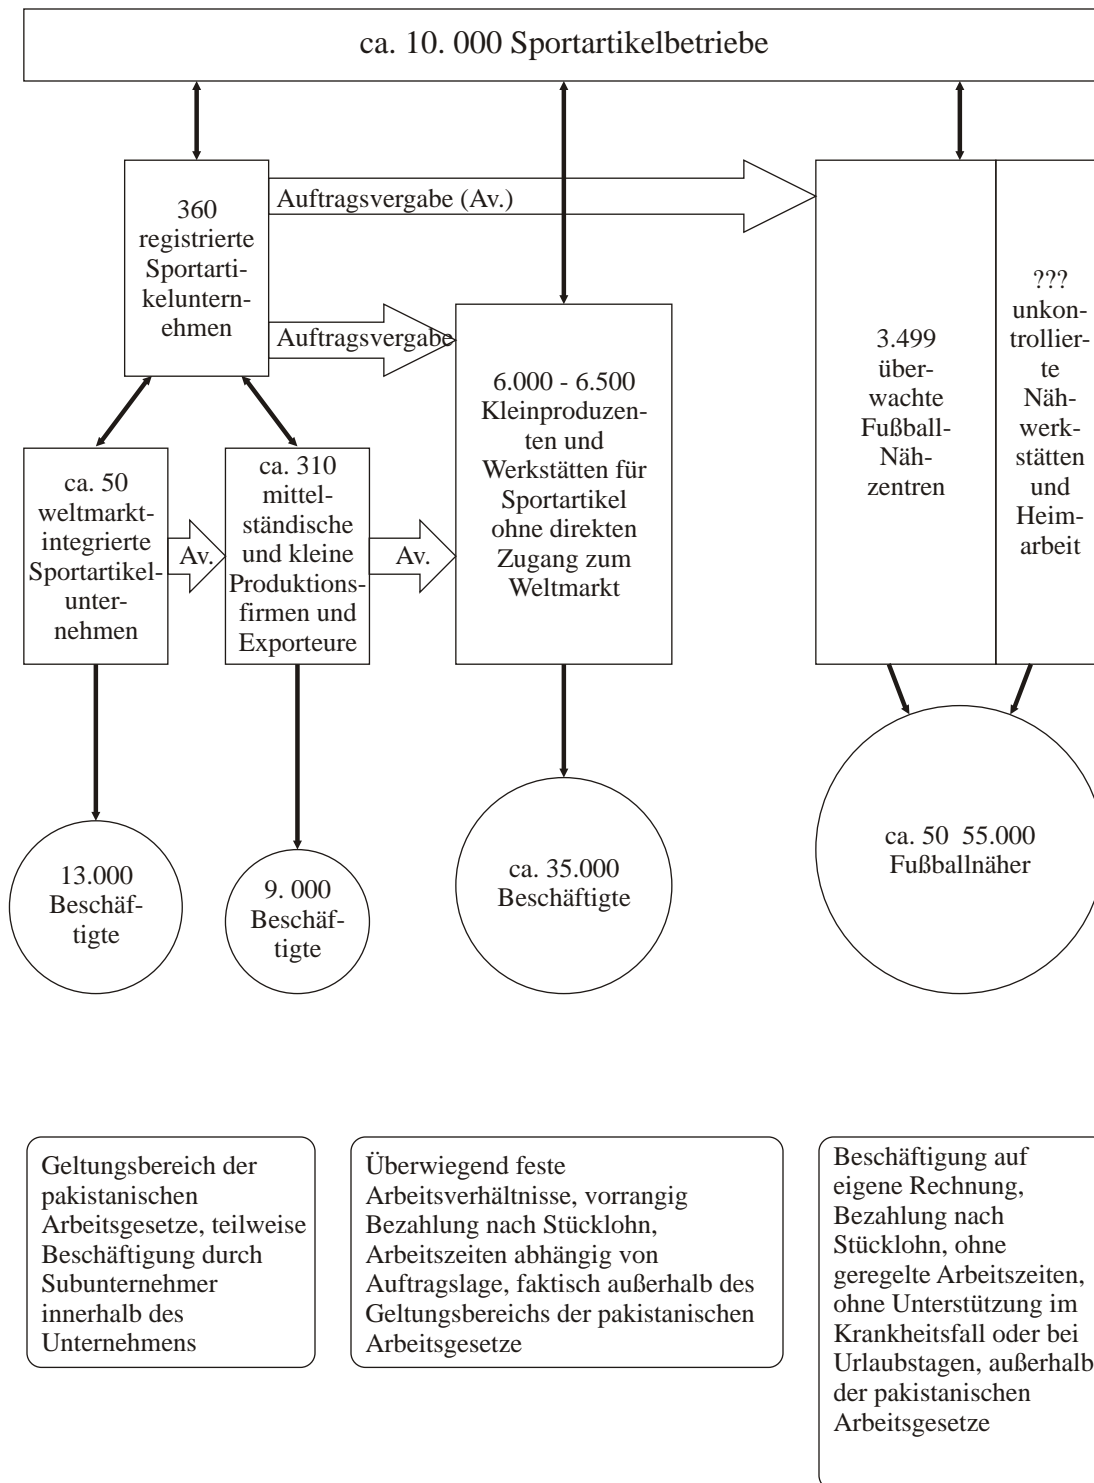 ca. 10. 000 Sportartikelbetriebe
Auftragsvergabe (Av.)
360
registrierte
Sportarti-
keluntern-
ehmen
Auftragsvergabe
3.499
über-
wachte
Fußball-
Näh-
zentren
???
unkon-
trollier-
te
Näh-
werk-
stätten
und
Heim-
arbeit
6.000 - 6.500
Kleinproduzen-
ten und
Werkstätten für
Sportartikel
ohne direkten
Zugang zum
Weltmarkt
ca. 50
weltmarkt-
integrierte
Sportartikel-
unter-
nehmen
Av.
ca. 310
mittel-
ständische
und kleine
Produktions-
firmen und
Exporteure
Av.
13.000
Beschäf-
tigte
9. 000
Beschäf-
tigte
ca. 35.000
Beschäftigte
ca. 50 55.000
Fußballnäher
Geltungsbereich der
pakistanischen
Arbeitsgesetze, teilweise
Beschäftigung durch
Subunternehmer
innerhalb des
Unternehmens
Überwiegend feste
Arbeitsverhältnisse, vorrangig
Bezahlung nach Stücklohn,
Arbeitszeiten abhängig von
Auftragslage, faktisch außerhalb des
Geltungsbereichs der pakistanischen
Arbeitsgesetze
Beschäftigung auf
eigene Rechnung,
Bezahlung nach
Stücklohn, ohne
geregelte Arbeitszeiten,
ohne Unterstützung im
Krankheitsfall oder bei
Urlaubstagen, außerhalb
der pakistanischen
Arbeitsgesetze